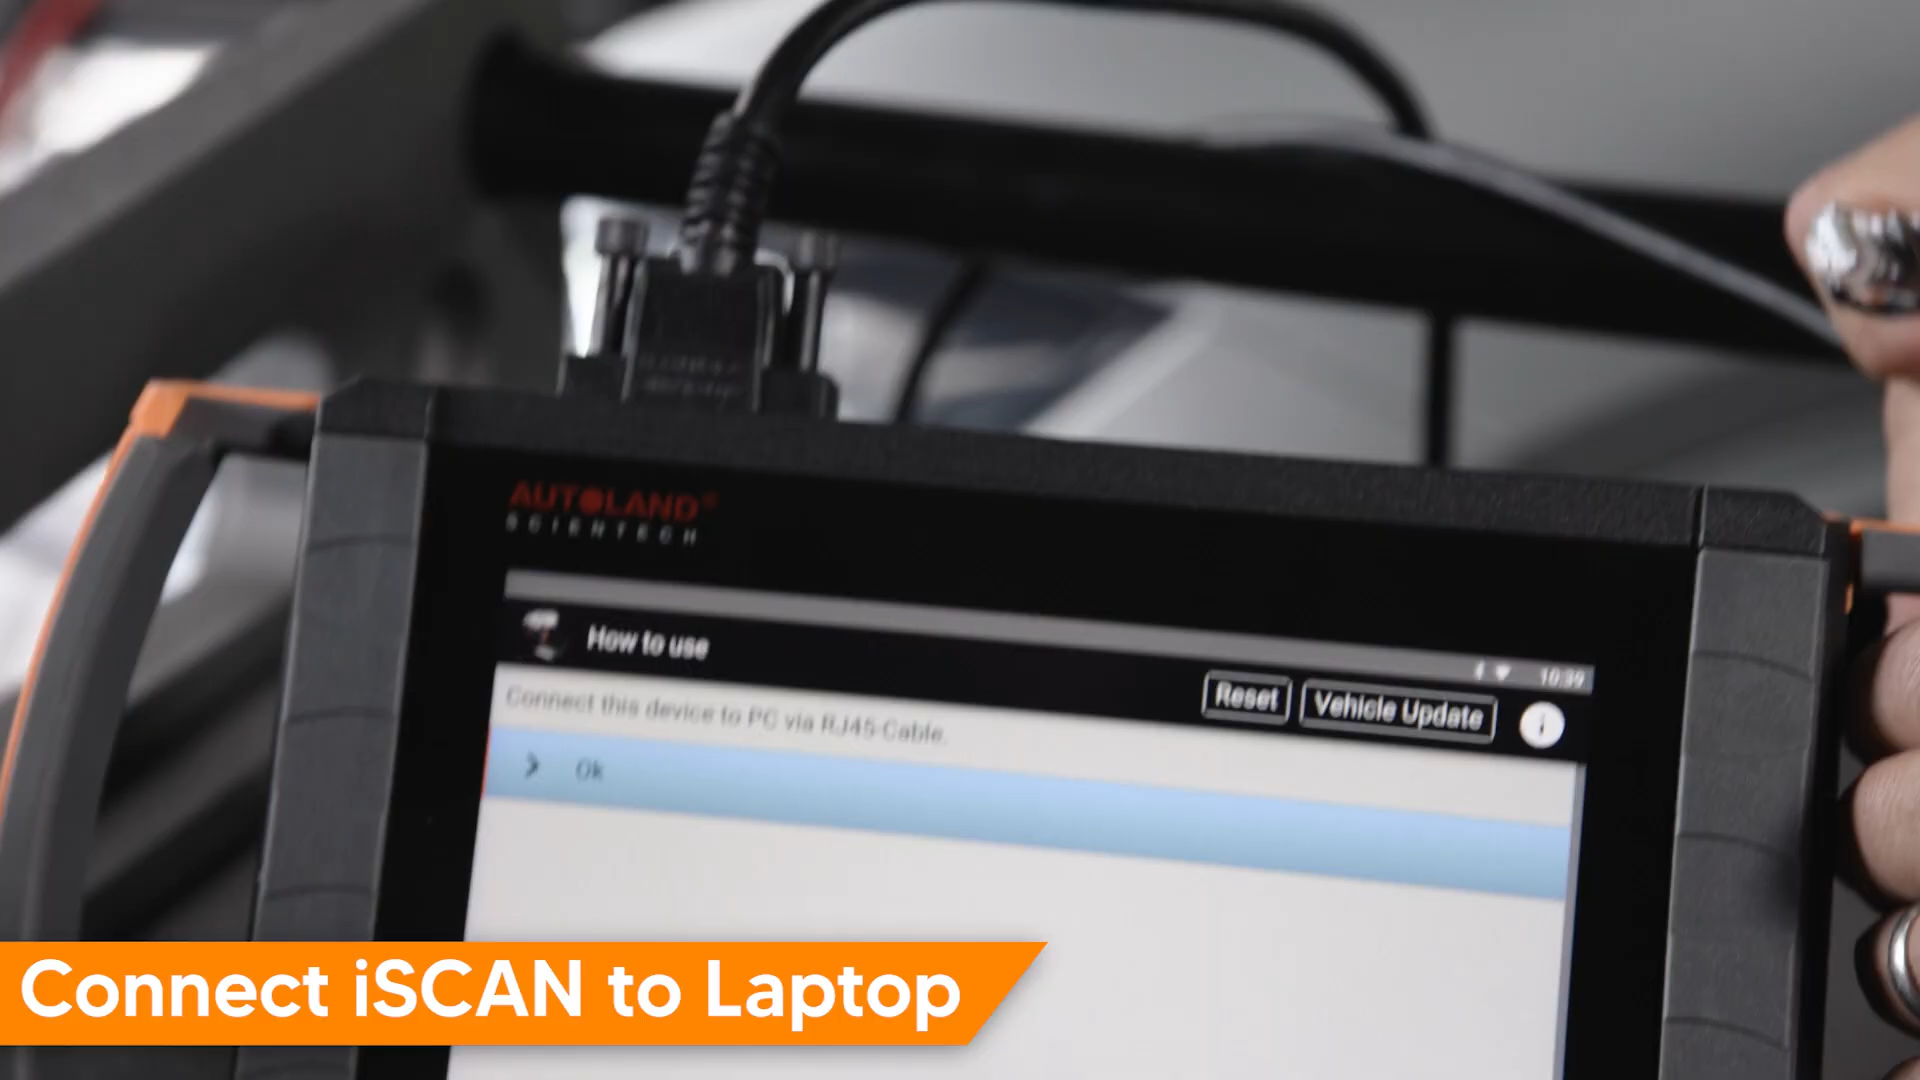 AUTOLAND®
SCIENTECH
10:39
How to use
Reset
Vehicle Update
i
Connect this device to PC via RJ45-Cable.
> Ok
Connect iSCAN to Laptop